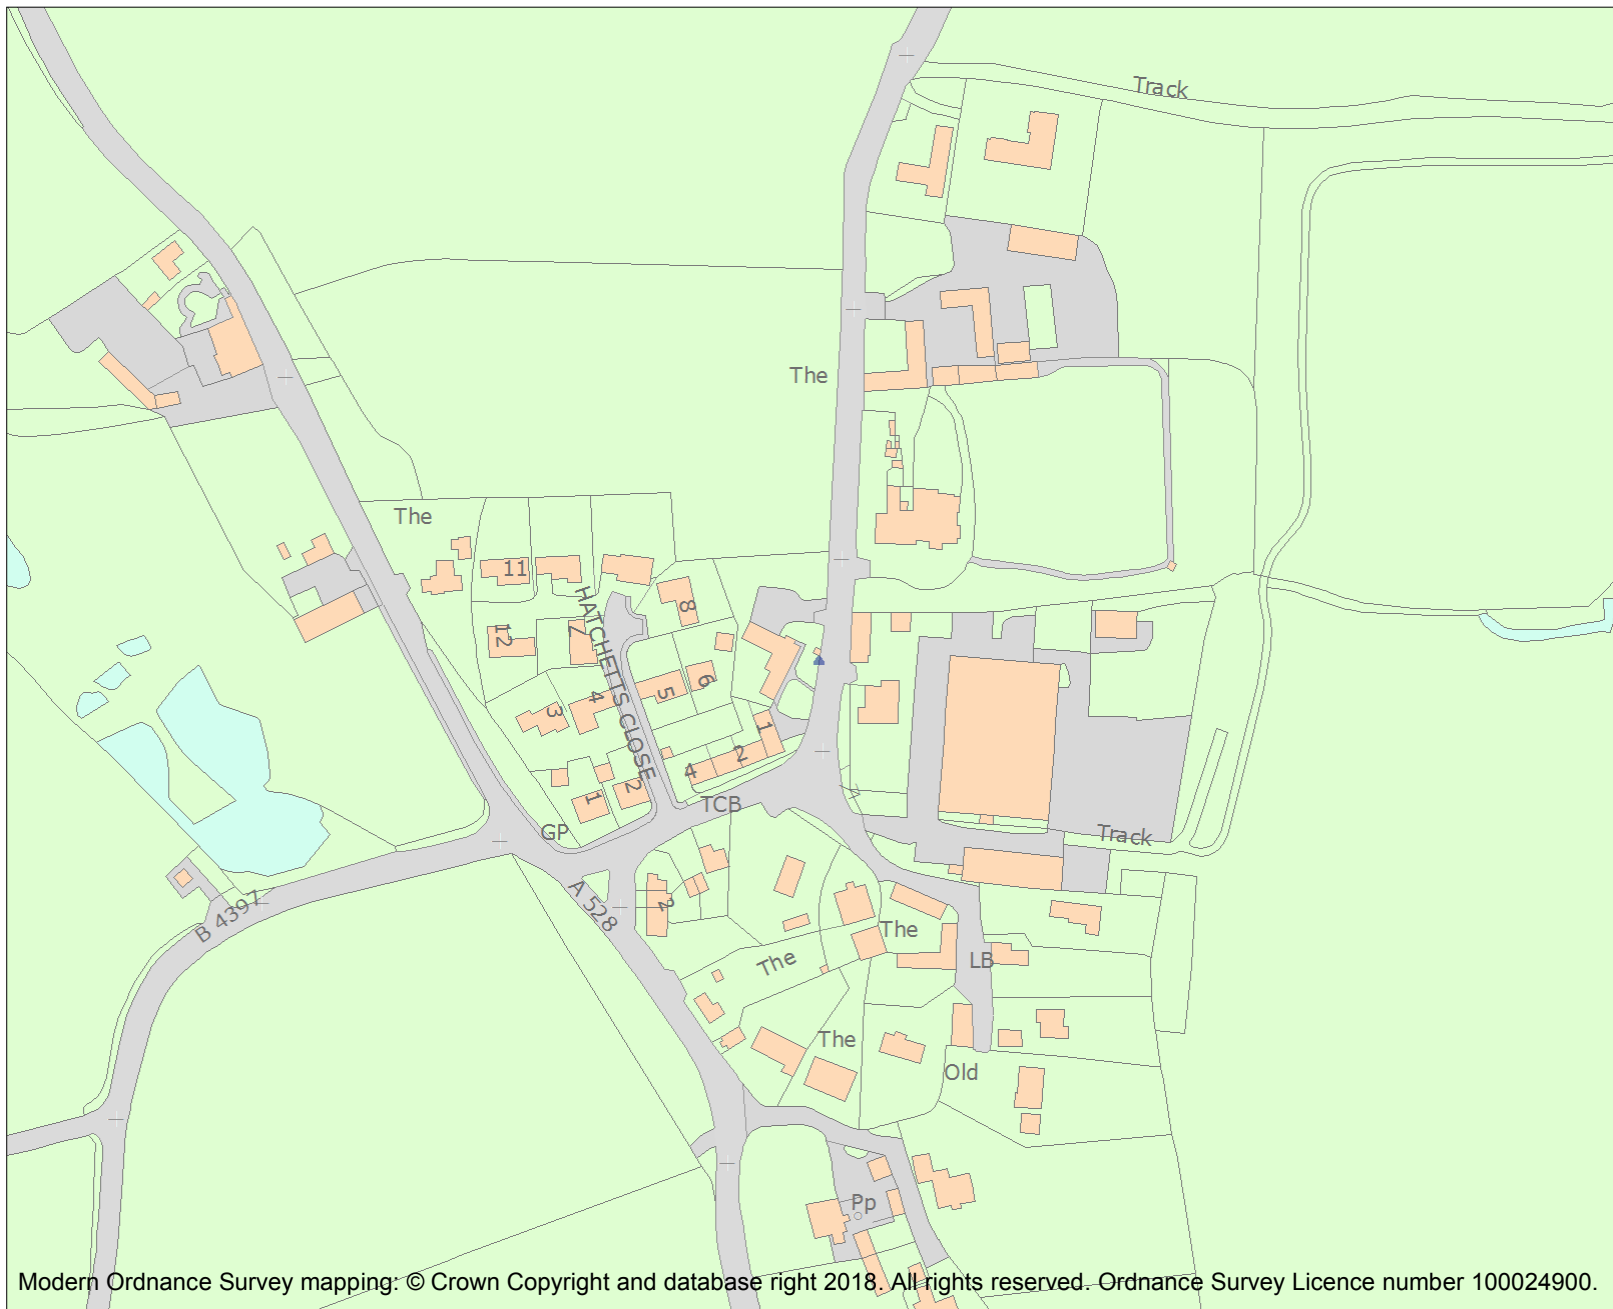 Track
The
The
11
HATCHETTS CLOSE
8
12
7
6
5
4
3
1
2
4
2
1
TCB
GP
Track
B 4397
A 528
2
The
The
LB
The
Old
Pp
Modern Ordnance Survey mapping: © Crown Copyright and database right 2018. All rights reserved. Ordnance Survey Licence number 100024900.